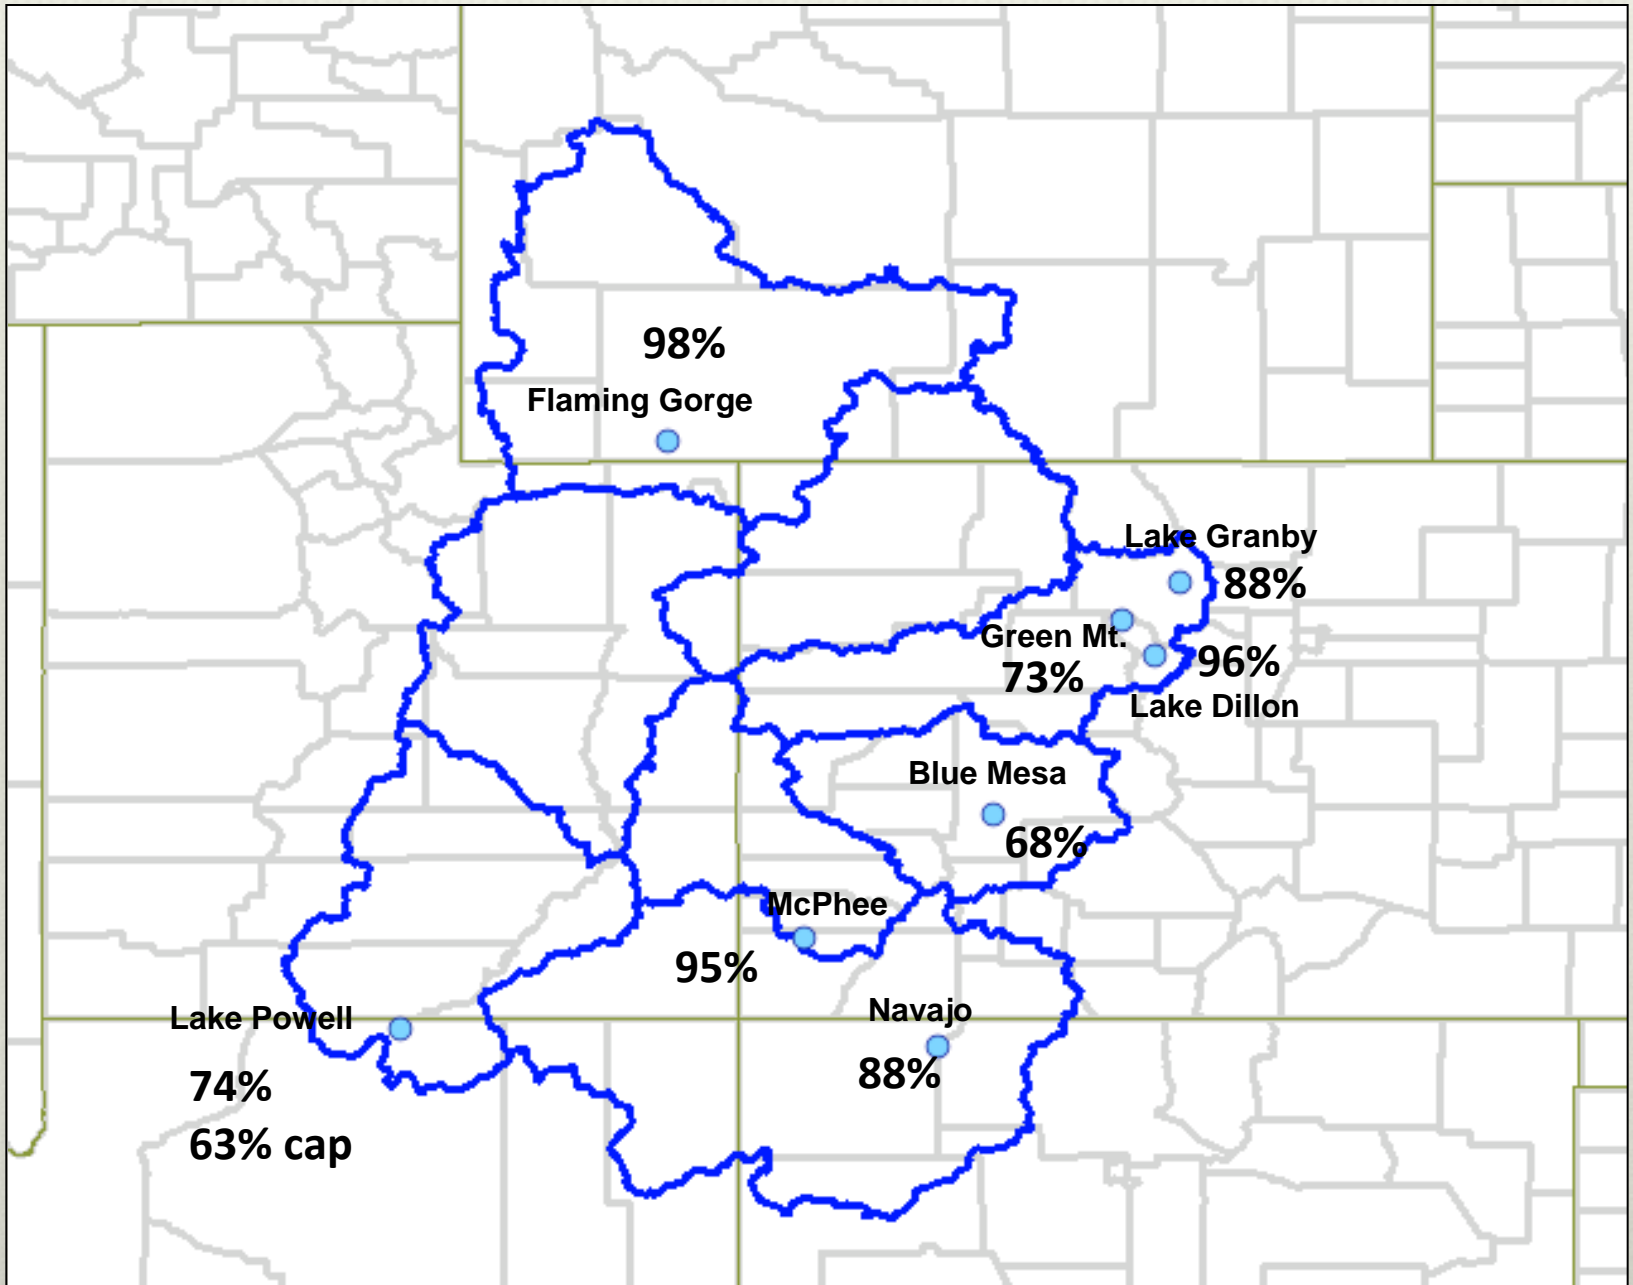 98%
Flaming Gorge
Lake Granby
88%
Green Mt.
73%
96%
Lake Dillon
Blue Mesa
68%
McPhee
95%
Navajo
88%
Lake Powell
74%
63% cap